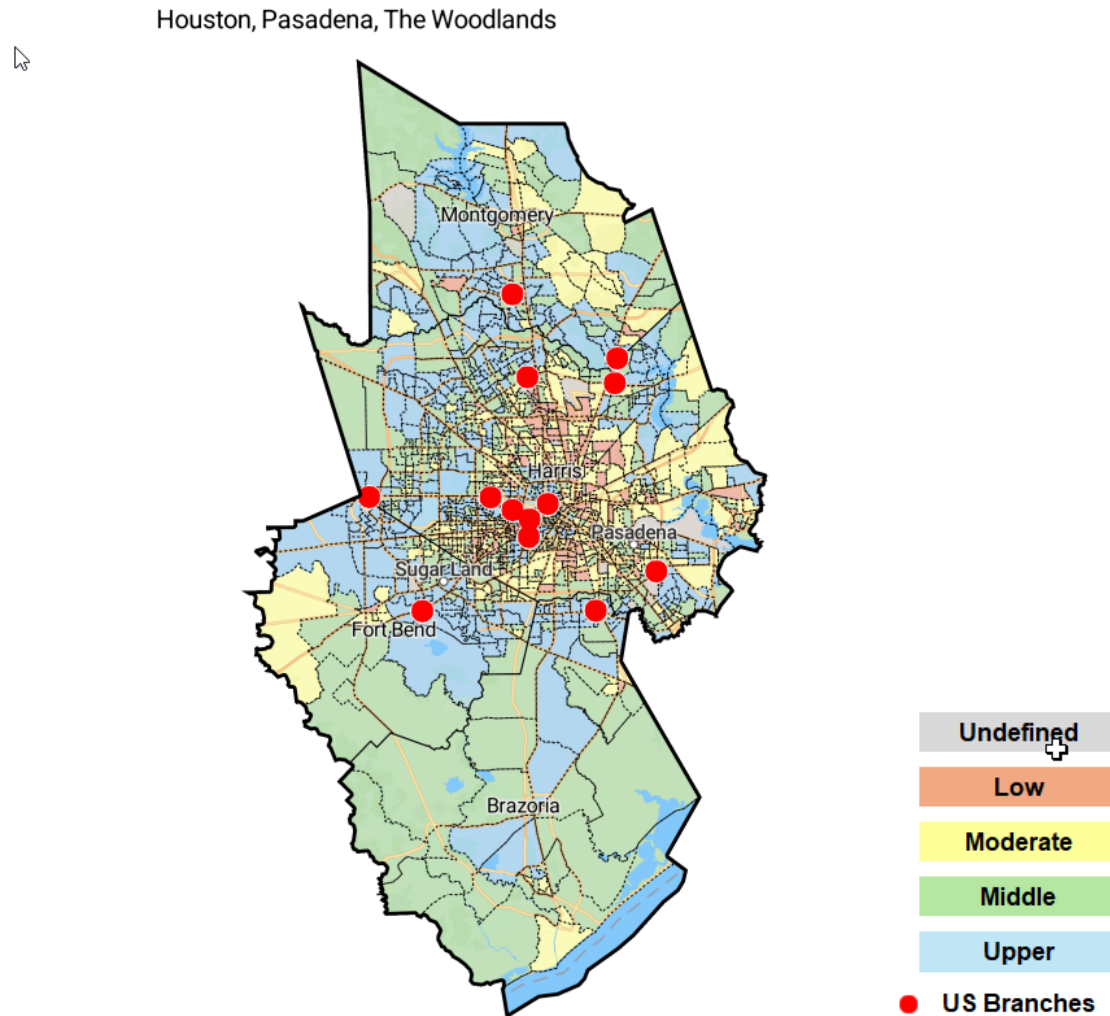 Houston, Pasadena, The Woodlands
Montgomery
Harris
Pasadena
Sugar Land
Fort Bend
Brazoria
Undefined
Low
Moderate
Middle
Upper
US Branches